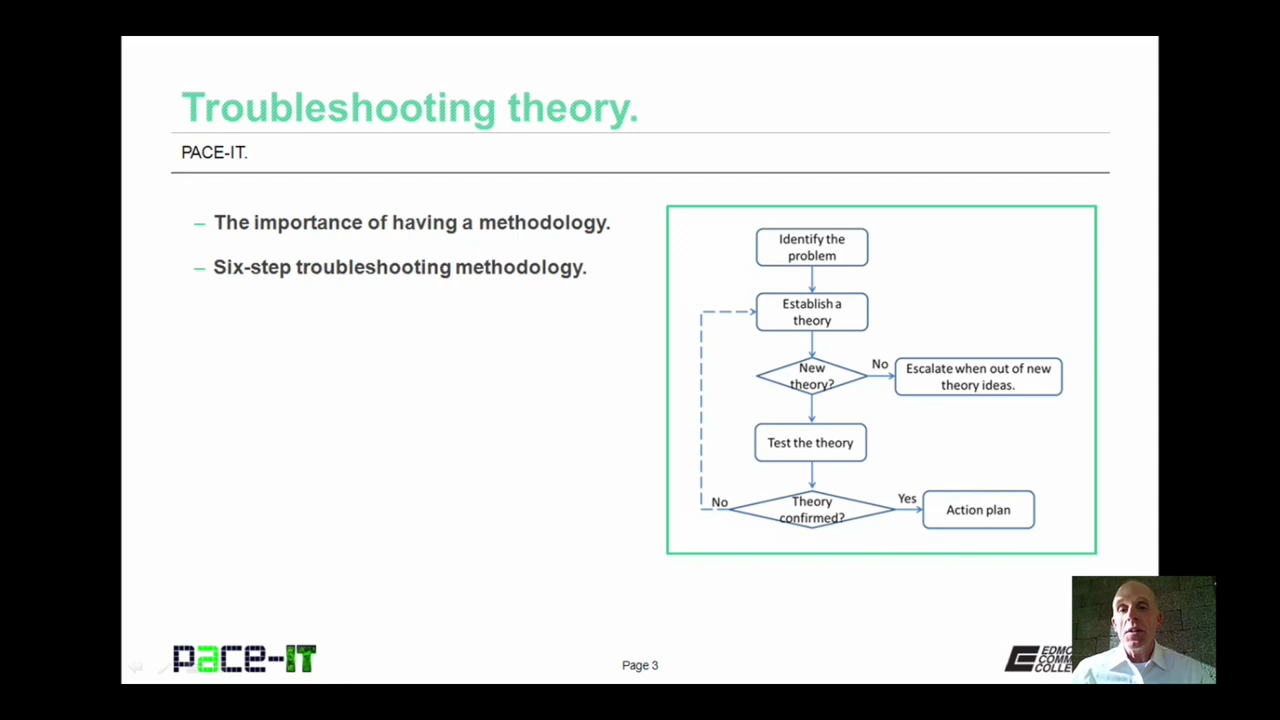 Troubleshooting theory.
PACE-IT.
– The importance of having a methodology.
– Six-step troubleshooting methodology.
Identify the
problem
Establish a
theory
New
theory?
No
Escalate when out of new
theory ideas.
Test the theory
No
Theory
confirmed?
Yes
Action plan
pace-IT
Page 3
COLLE